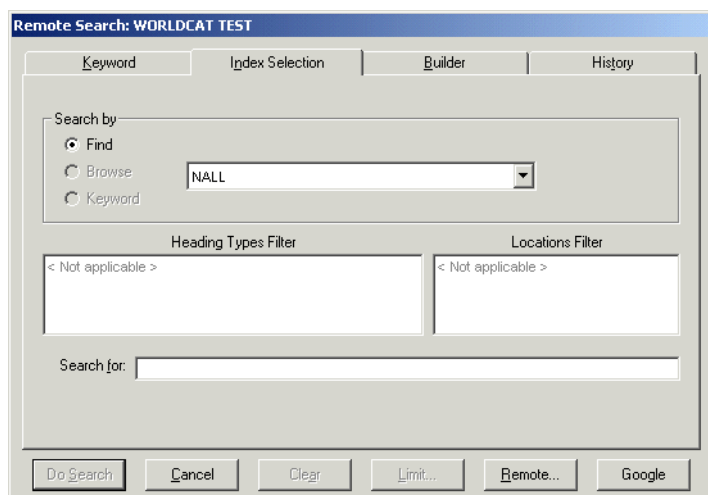 Remote Search: WORLDCAT TEST
Keyword Index Selection Builder History
Search by
Find
Browse
NALL
Keyword
Heading Types Filter Locations Filter
< Not applicable > < Not applicable >
Search for:
Do Search Cancel Clear Limit... Remote... Google